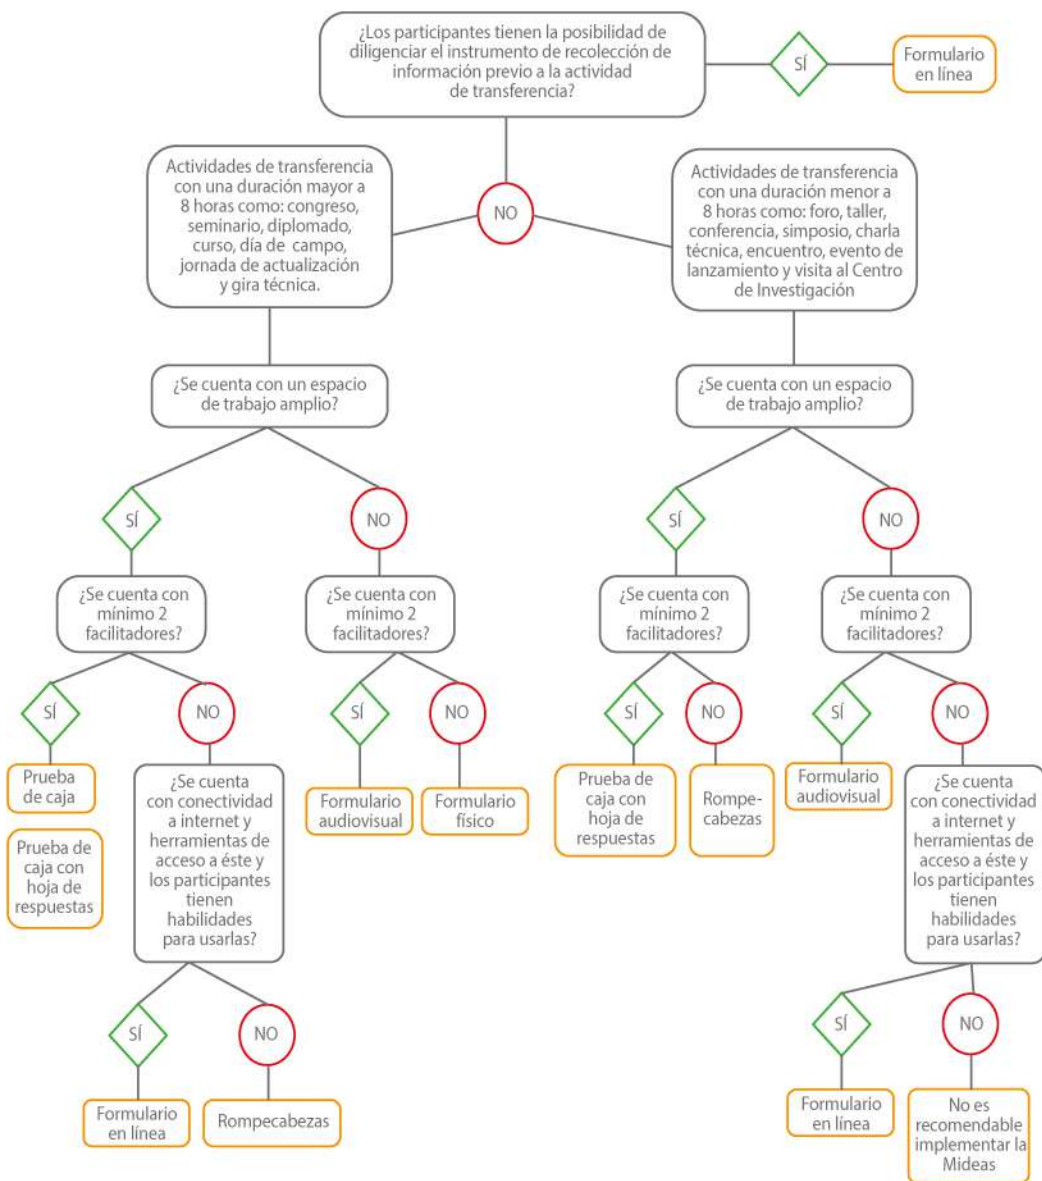 ¿Los participantes tienen la posibilidad de
diligenciar el instrumento de recolección de
información previo a la actividad
de transferencia?
SÍ
Formulario
en línea
NO
Actividades de transferencia
con una duración mayor a
8 horas como: congreso,
seminario, diplomado,
curso, día de campo,
jornada de actualización
y gira técnica.
Actividades de transferencia
con una duración menor a
8 horas como: foro, taller,
conferencia, simposio, charla
técnica, encuentro, evento de
lanzamiento y visita al Centro
de Investigación
¿Se cuenta con un espacio
de trabajo amplio?
¿Se cuenta con un espacio
de trabajo amplio?
SÍ
NO
SÍ
NO
¿Se cuenta con
mínimo 2
facilitadores?
¿Se cuenta con
mínimo 2
facilitadores?
¿Se cuenta con
mínimo 2
facilitadores?
¿Se cuenta con
mínimo 2
facilitadores?
SÍ
NO
SÍ
NO
SÍ
NO
SÍ
NO
Prueba
de caja
Prueba de
caja con
hoja de
respuestas
¿Se cuenta
con conectividad
a internet y
herramientas de
acceso a éste y
los participantes
tienen
habilidades
para usarlas?
Formulario
audiovisual
Formulario
físico
Prueba de
caja con
hoja de
respuestas
Rompe-
cabezas
Formulario
audiovisual
¿Se cuenta
con conectividad
a internet y
herramientas de
acceso a éste y
los participantes
tienen
habilidades
para usarlas?
SÍ
NO
SÍ
NO
Formulario
en línea
Rompecabezas
Formulario
en línea
No es
recomendable
implementar la
Mideas